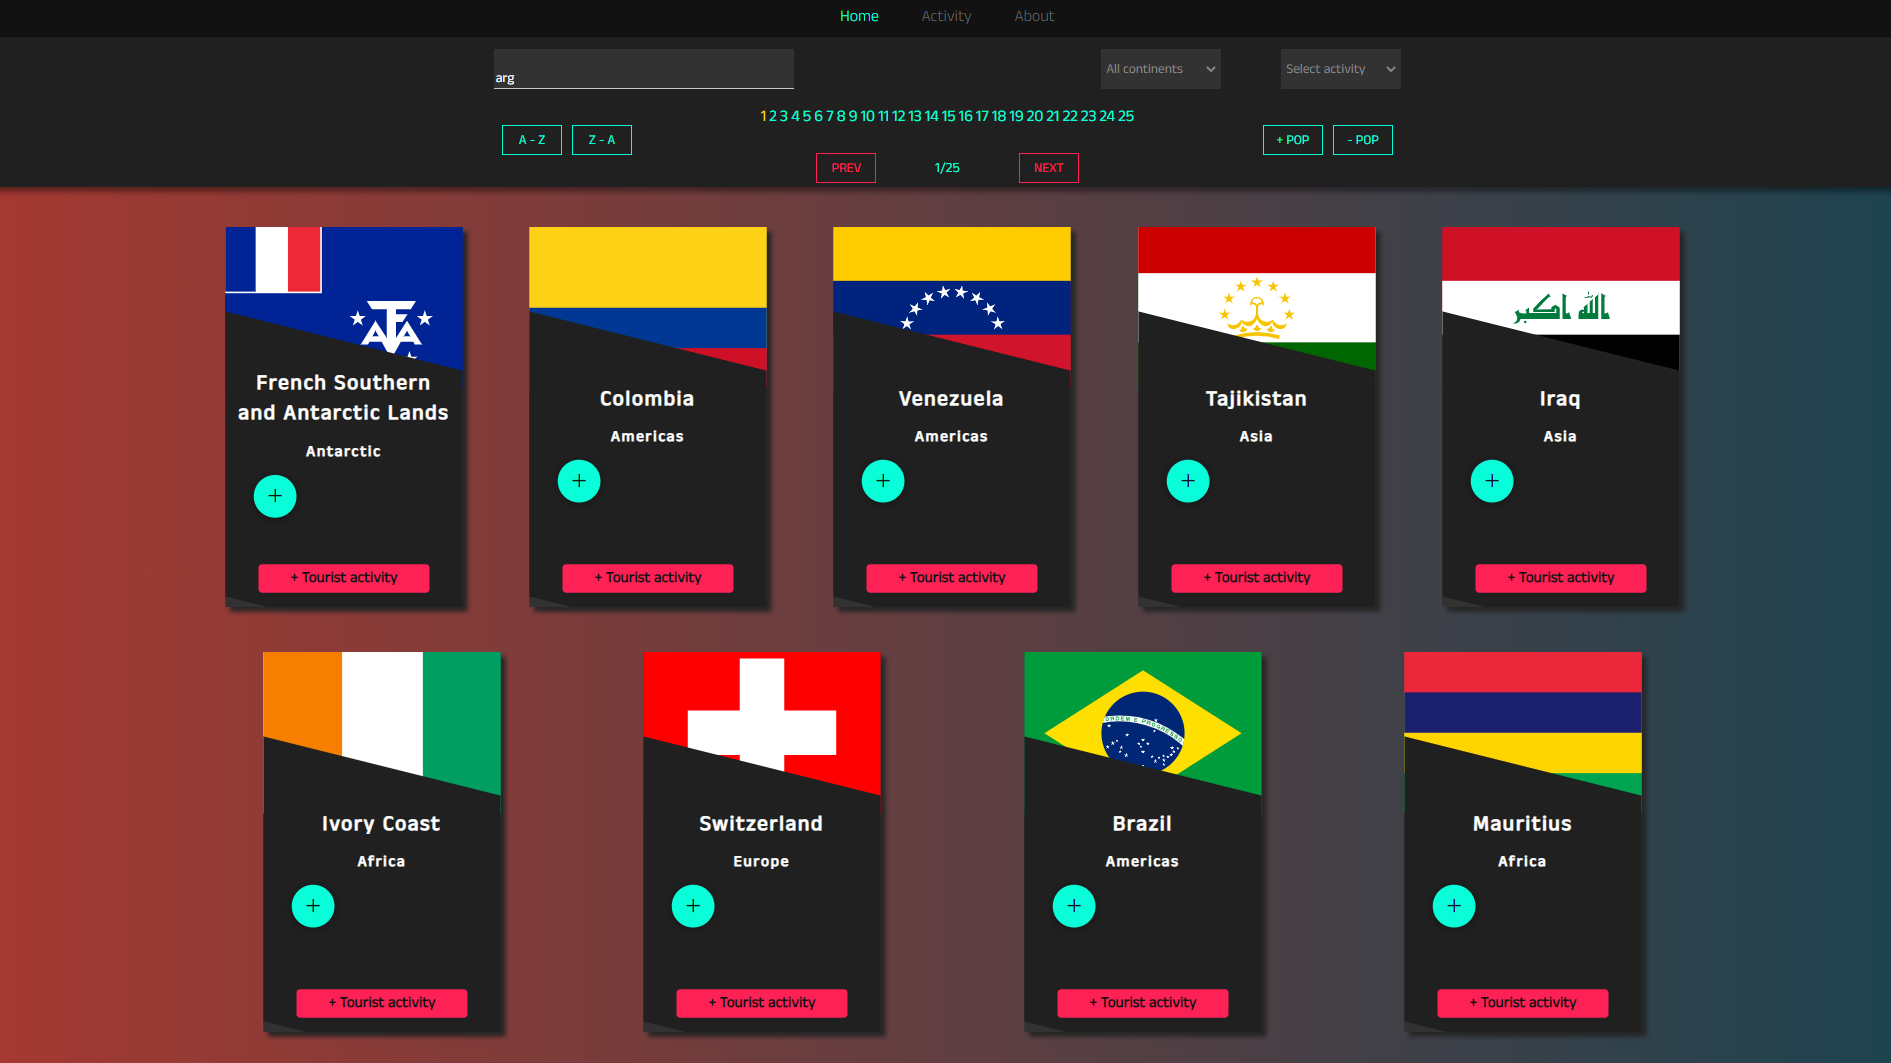 Home Activity About
arg
All continents
Select activity
1 2 3 4 5 6 7 8 9 10 11 12 13 14 15 16 17 18 19 20 21 22 23 24 25
A - Z
Z - A
+ POP
- POP
PREV
1/25
NEXT
French Southern
and Antarctic Lands
Antarctic
+
+ Tourist activity
Colombia
Americas
+
+ Tourist activity
Venezuela
Americas
+
+ Tourist activity
Tajikistan
Asia
+
+ Tourist activity
الله اكبر
Iraq
Asia
+
+ Tourist activity
Ivory Coast
Africa
+
+ Tourist activity
Switzerland
Europe
+
+ Tourist activity
ORDEM E PROGRESSO
Brazil
Americas
+
+ Tourist activity
Mauritius
Africa
+
+ Tourist activity